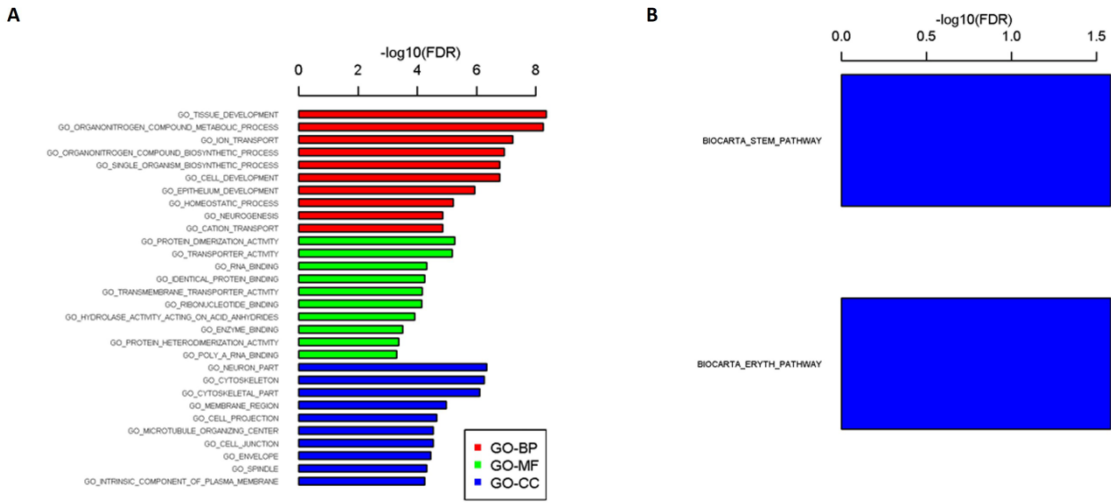 A
-log10(FDR)
0 2 4 6 8
GO_TISSUE_DEVELOPMENT
GO_ORGANONITROGEN_COMPOUND_METABOLIC_PROCESS
GO_ION_TRANSPORT
GO_ORGANONITROGEN_COMPOUND_BIOSYNTHETIC_PROCESS
GO_SINGLE_ORGANISM_BIOSYNTHETIC_PROCESS
GO_CELL_DEVELOPMENT
GO_EPITHELIUM_DEVELOPMENT
GO_HOMEOSTATIC_PROCESS
GO_NEUROGENESIS
GO_CATION_TRANSPORT
GO_PROTEIN_DIMERIZATION_ACTIVITY
GO_TRANSPORTER_ACTIVITY
GO_RNA_BINDING
GO_IDENTICAL_PROTEIN_BINDING
GO_TRANSMEMBRANE_TRANSPORTER_ACTIVITY
GO_RIBONUCLEOTIDE_BINDING
GO_HYDROLASE_ACTIVITY_ACTING_ON_ACID_ANHYDRIDES
GO_ENZYME_BINDING
GO_PROTEIN_HETERODIMERIZATION_ACTIVITY
GO_POLY_A_RNA_BINDING
GO_NEURON_PART
GO_CYTOSKELETON
GO_CYTOSKELETAL_PART
GO_MEMBRANE_REGION
GO_CELL_PROJECTION
GO_MICROTUBULE_ORGANIZING_CENTER
GO_CELL_JUNCTION
GO_ENVELOPE
GO_SPINDLE
GO_INTRINSIC_COMPONENT_OF_PLASMA_MEMBRANE
GO-BP
GO-MF
GO-CC
B
-log10(FDR)
0.0 0.5 1.0 1.5
BIOCARTA_STEM_PATHWAY
BIOCARTA_ERYTH_PATHWAY